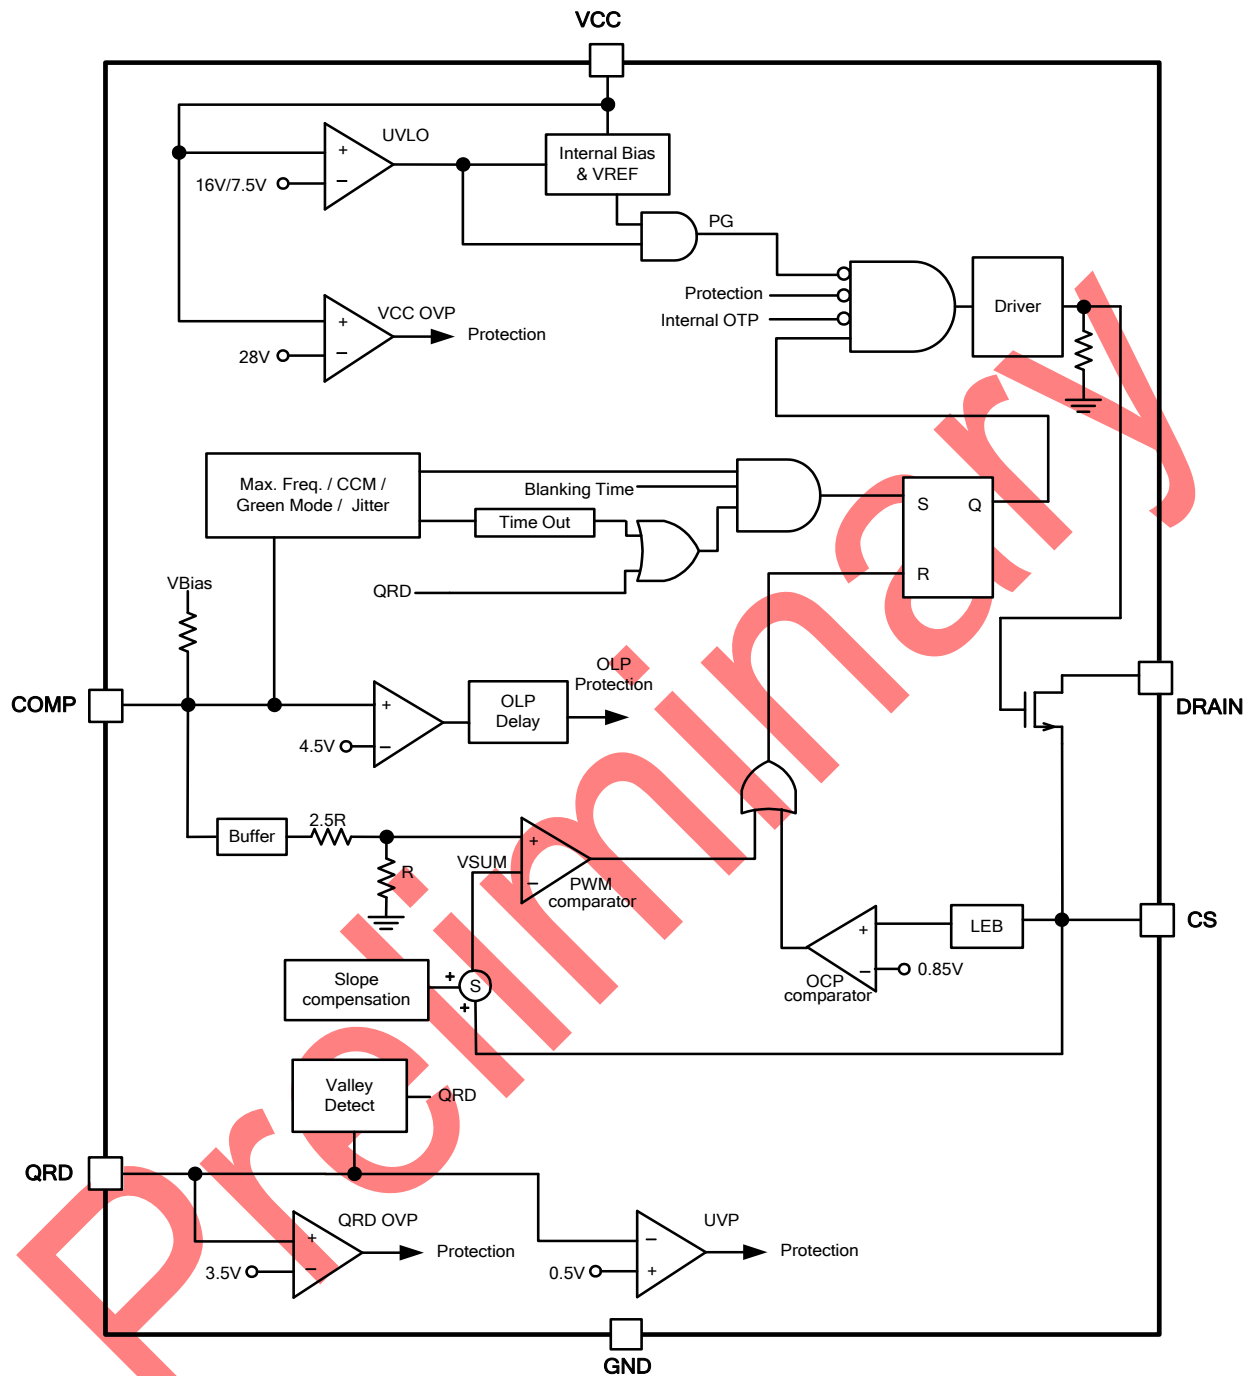 VCC
UVLO
+
−
16V/7.5V
Internal Bias
& VREF
PG
VCC OVP
+
−
28V
Protection
Protection
Internal OTP
Driver
Max. Freq. / CCM /
Green Mode / Jitter
Blanking Time
Time Out
QRD
S
Q
R
VBias
COMP
+
−
4.5V
OLP
Delay
OLP
Protection
DRAIN
Buffer
2.5R
R
VSUM
+
−
PWM
comparator
LEB
CS
+
−
0.85V
OCP
comparator
Slope
compensation
+
S
+
Valley
Detect
QRD
QRD
QRD OVP
+
−
3.5V
Protection
UVP
−
+
0.5V
Protection
GND
Preliminary